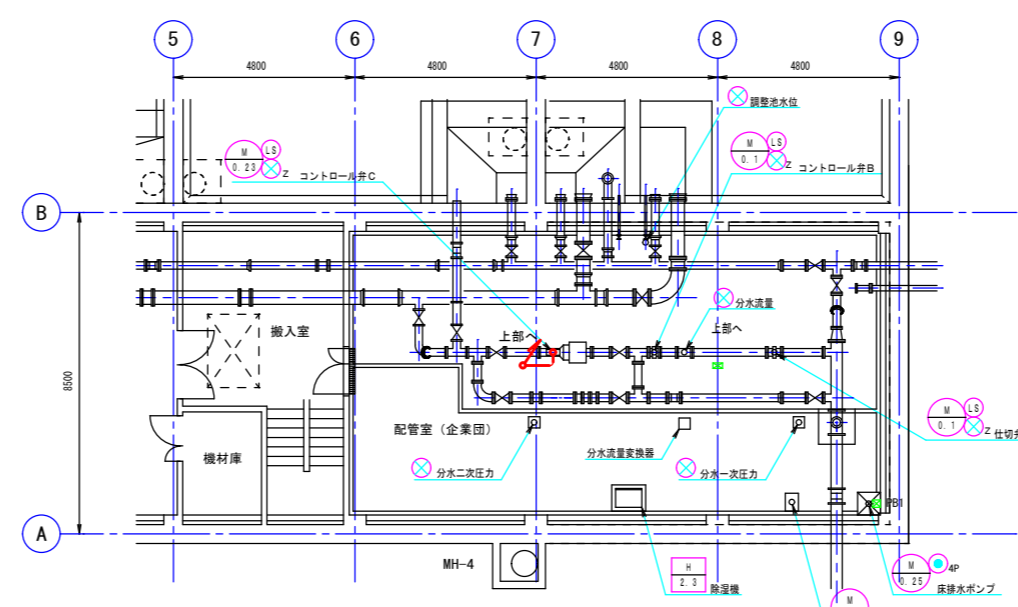 5
6
7
8
9
4800
4800
4800
4800
調整池水位
M
0.23
LS
Z
コントロール弁C
M
0.1
LS
Z
コントロール弁B
B
8500
搬入室
上部へ
分水流量
上部へ
機材庫
配管室（企業団）
分水二次圧力
分水流量変換器
分水一次圧力
M
0.1
LS
Z
仕切弁
PB1
A
MH-4
H
2.3
除湿機
M
M
0.25
4P
床排水ポンプ